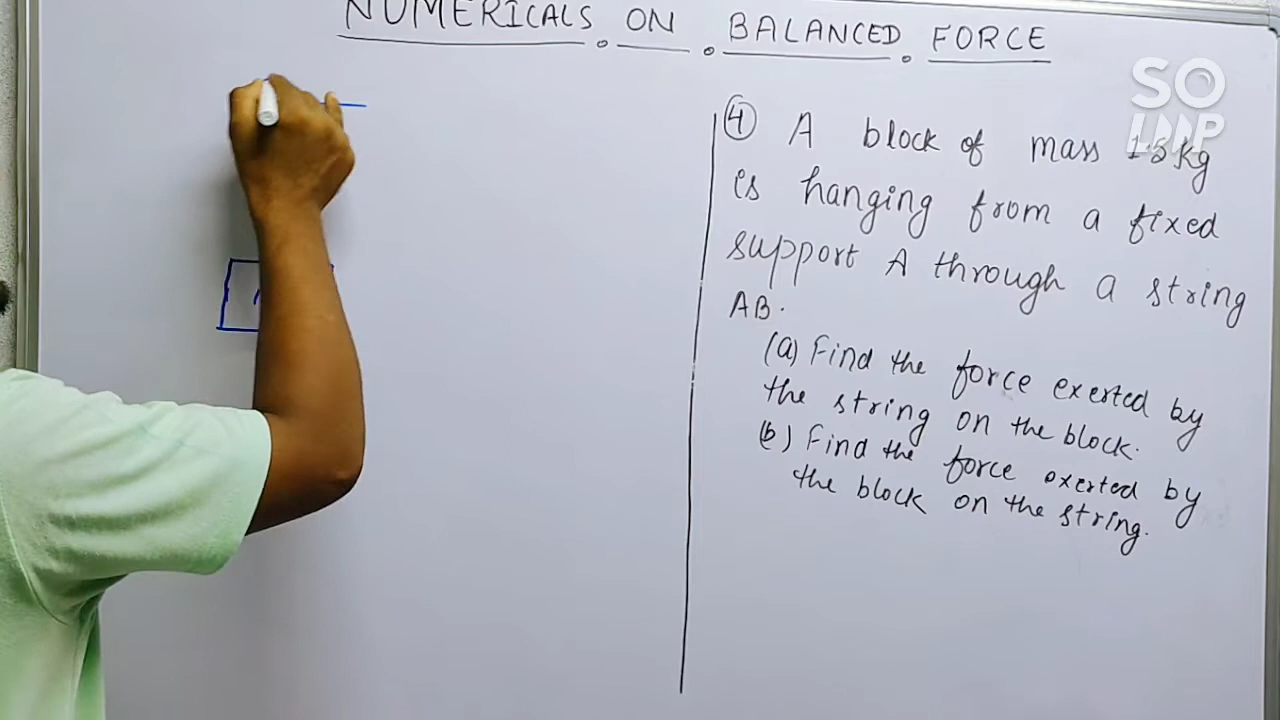 NUMERICALS ON BALANCED FORCE
SO
LMP
④ A block of mass 1.5 Kg
is hanging from a fixed
support A through a string
AB.
(a) Find the force exerted by
the string on the block.
(b) Find the force exerted by
the block on the string.